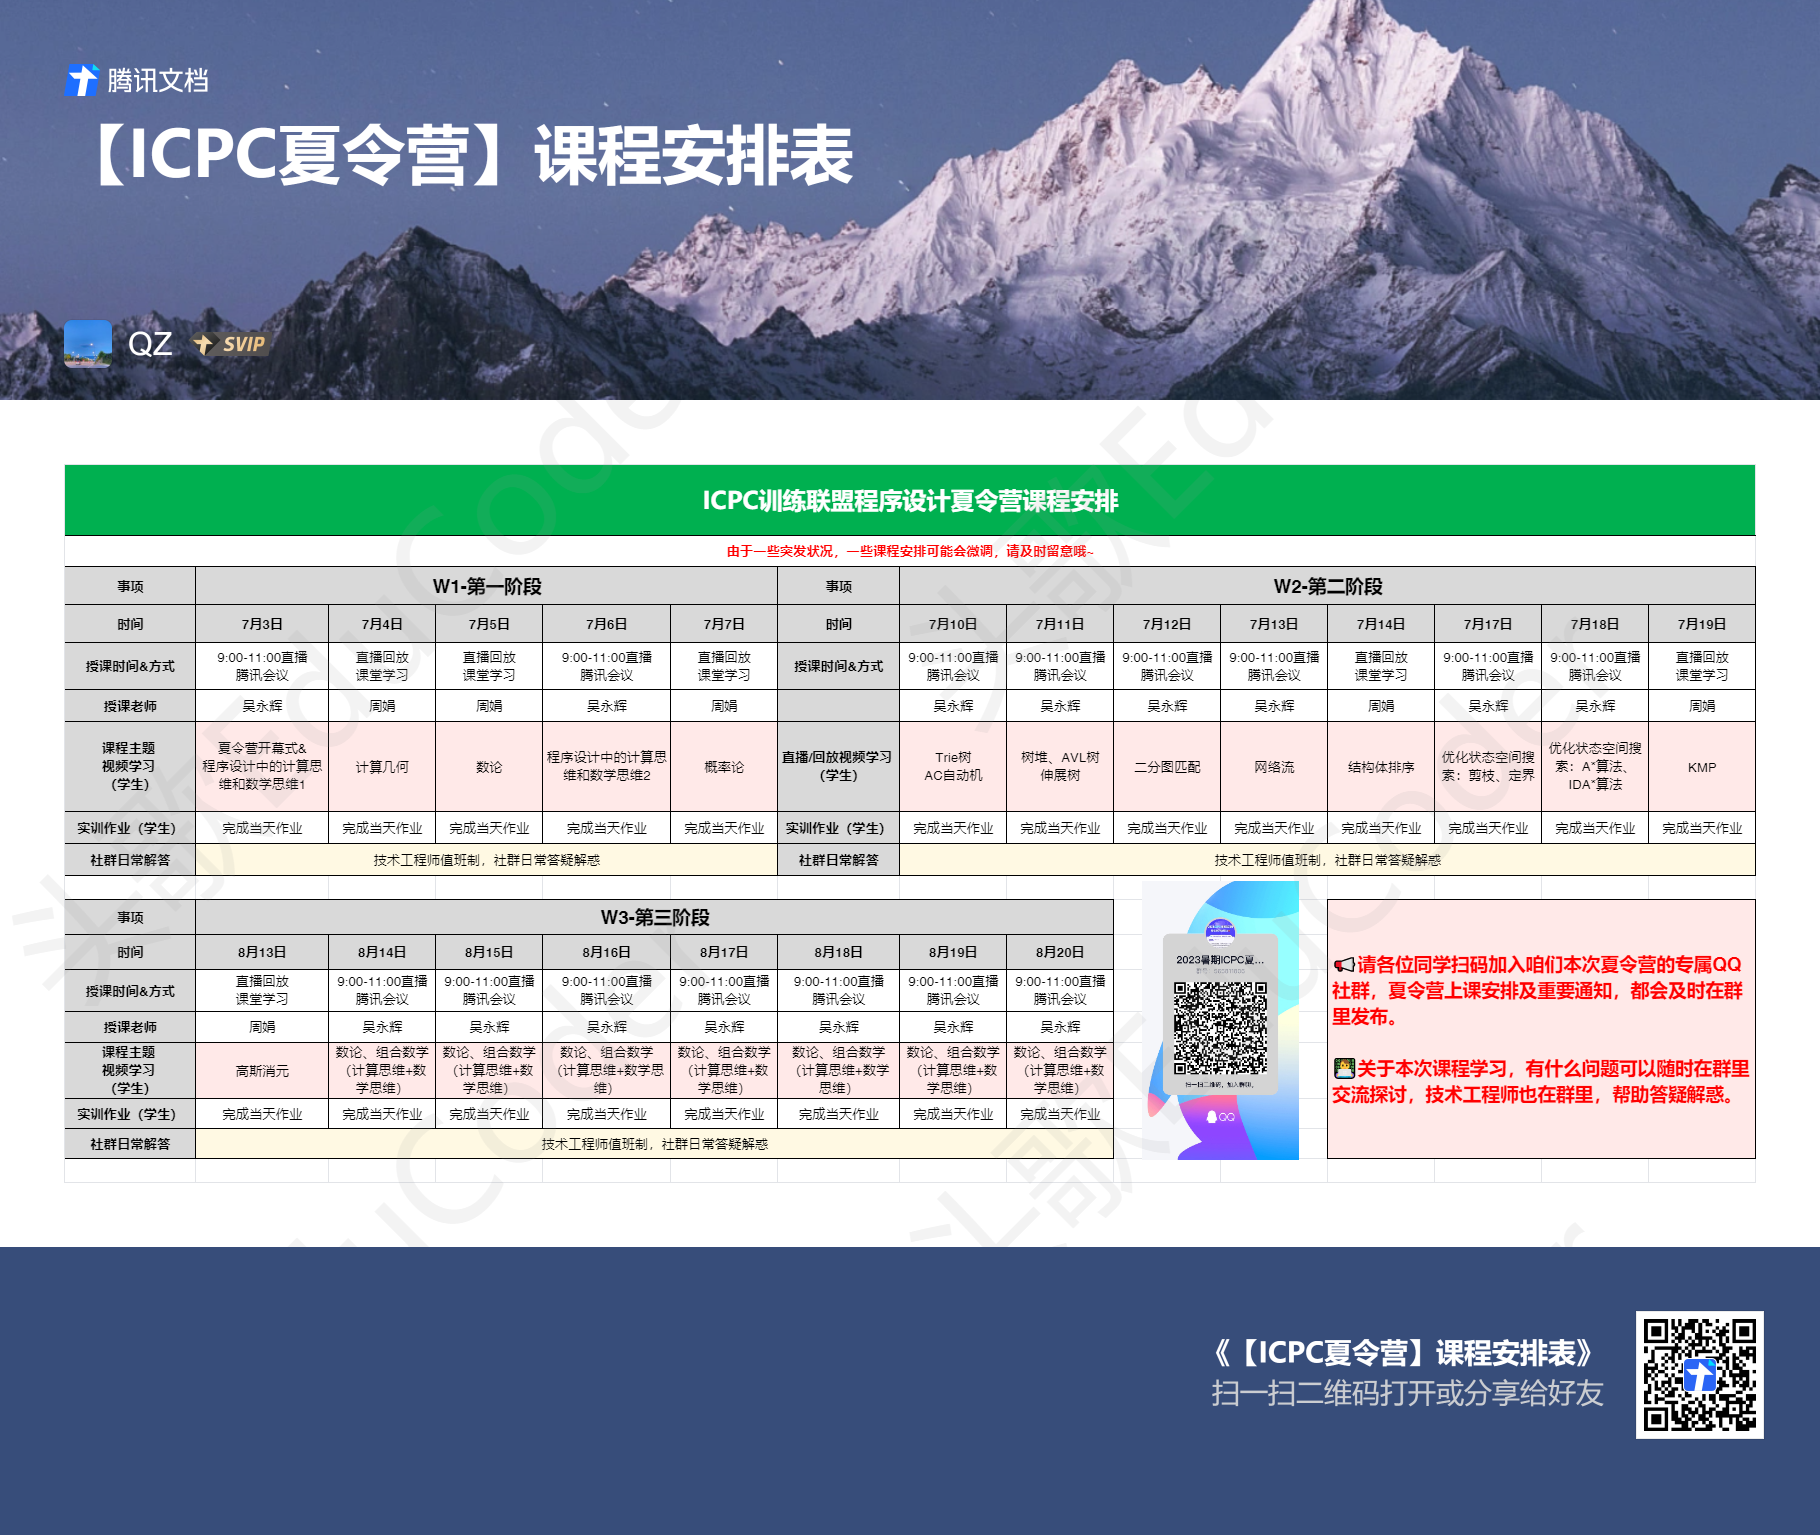 腾讯文档
【ICPC夏令营】课程安排表
QZ SVIP
ICPC训练联盟程序设计夏令营课程安排
由于一些突发状况，一些课程安排可能会微调，请及时留意哦~
事项 W1-第一阶段 事项 W2-第二阶段
时间 7月3日 7月4日 7月5日 7月6日 7月7日 时间 7月10日 7月11日 7月12日 7月13日 7月14日 7月17日 7月18日 7月19日
授课时间&方式 9:00-11:00直播 腾讯会议 直播回放 课堂学习 直播回放 课堂学习 9:00-11:00直播 腾讯会议 直播回放 课堂学习 授课时间&方式 9:00-11:00直播 腾讯会议 9:00-11:00直播 腾讯会议 9:00-11:00直播 腾讯会议 9:00-11:00直播 腾讯会议 直播回放 课堂学习 9:00-11:00直播 腾讯会议 9:00-11:00直播 腾讯会议 直播回放 课堂学习
授课老师 吴永辉 周娟 周娟 吴永辉 周娟 吴永辉 吴永辉 吴永辉 吴永辉 周娟 吴永辉 吴永辉 周娟
课程主题 视频学习 （学生） 夏令营开幕式& 程序设计中的计算思维和数学思维1 计算几何 数论 程序设计中的计算思维和数学思维2 概率论 直播/回放视频学习 （学生） Trie树 AC自动机 树堆、AVL树 伸展树 二分图匹配 网络流 结构体排序 优化状态空间搜索：剪枝、定界 优化状态空间搜索：A*算法、IDA*算法 KMP
实训作业（学生） 完成当天作业 完成当天作业 完成当天作业 完成当天作业 完成当天作业 实训作业（学生） 完成当天作业 完成当天作业 完成当天作业 完成当天作业 完成当天作业 完成当天作业 完成当天作业 完成当天作业
社群日常解答 技术工程师值班制，社群日常答疑解惑 社群日常解答 技术工程师值班制，社群日常答疑解惑
事项 W3-第三阶段
时间 8月13日 8月14日 8月15日 8月16日 8月17日 8月18日 8月19日 8月20日
授课时间&方式 直播回放 课堂学习 9:00-11:00直播 腾讯会议 9:00-11:00直播 腾讯会议 9:00-11:00直播 腾讯会议 9:00-11:00直播 腾讯会议 9:00-11:00直播 腾讯会议 9:00-11:00直播 腾讯会议 9:00-11:00直播 腾讯会议
授课老师 周娟 吴永辉 吴永辉 吴永辉 吴永辉 吴永辉 吴永辉 吴永辉
课程主题 视频学习 （学生） 高斯消元 数论、组合数学（计算思维+数学思维） 数论、组合数学（计算思维+数学思维） 数论、组合数学（计算思维+数学思维） 数论、组合数学（计算思维+数学思维） 数论、组合数学（计算思维+数学思维） 数论、组合数学（计算思维+数学思维） 数论、组合数学（计算思维+数学思维）
实训作业（学生） 完成当天作业 完成当天作业 完成当天作业 完成当天作业 完成当天作业 完成当天作业 完成当天作业 完成当天作业
社群日常解答 技术工程师值班制，社群日常答疑解惑
2023暑期ICPC夏...
扫一扫二维码，加入群聊。
QQ
请各位同学扫码加入咱们本次夏令营的专属QQ
社群，夏令营上课安排及重要通知，都会及时在群
里发布。
关于本次课程学习，有什么问题可以随时在群里
交流探讨，技术工程师也在群里，帮助答疑解惑。
头歌EduCoder
头歌EduCoder
头歌EduCoder
《【ICPC夏令营】课程安排表》
扫一扫二维码打开或分享给好友